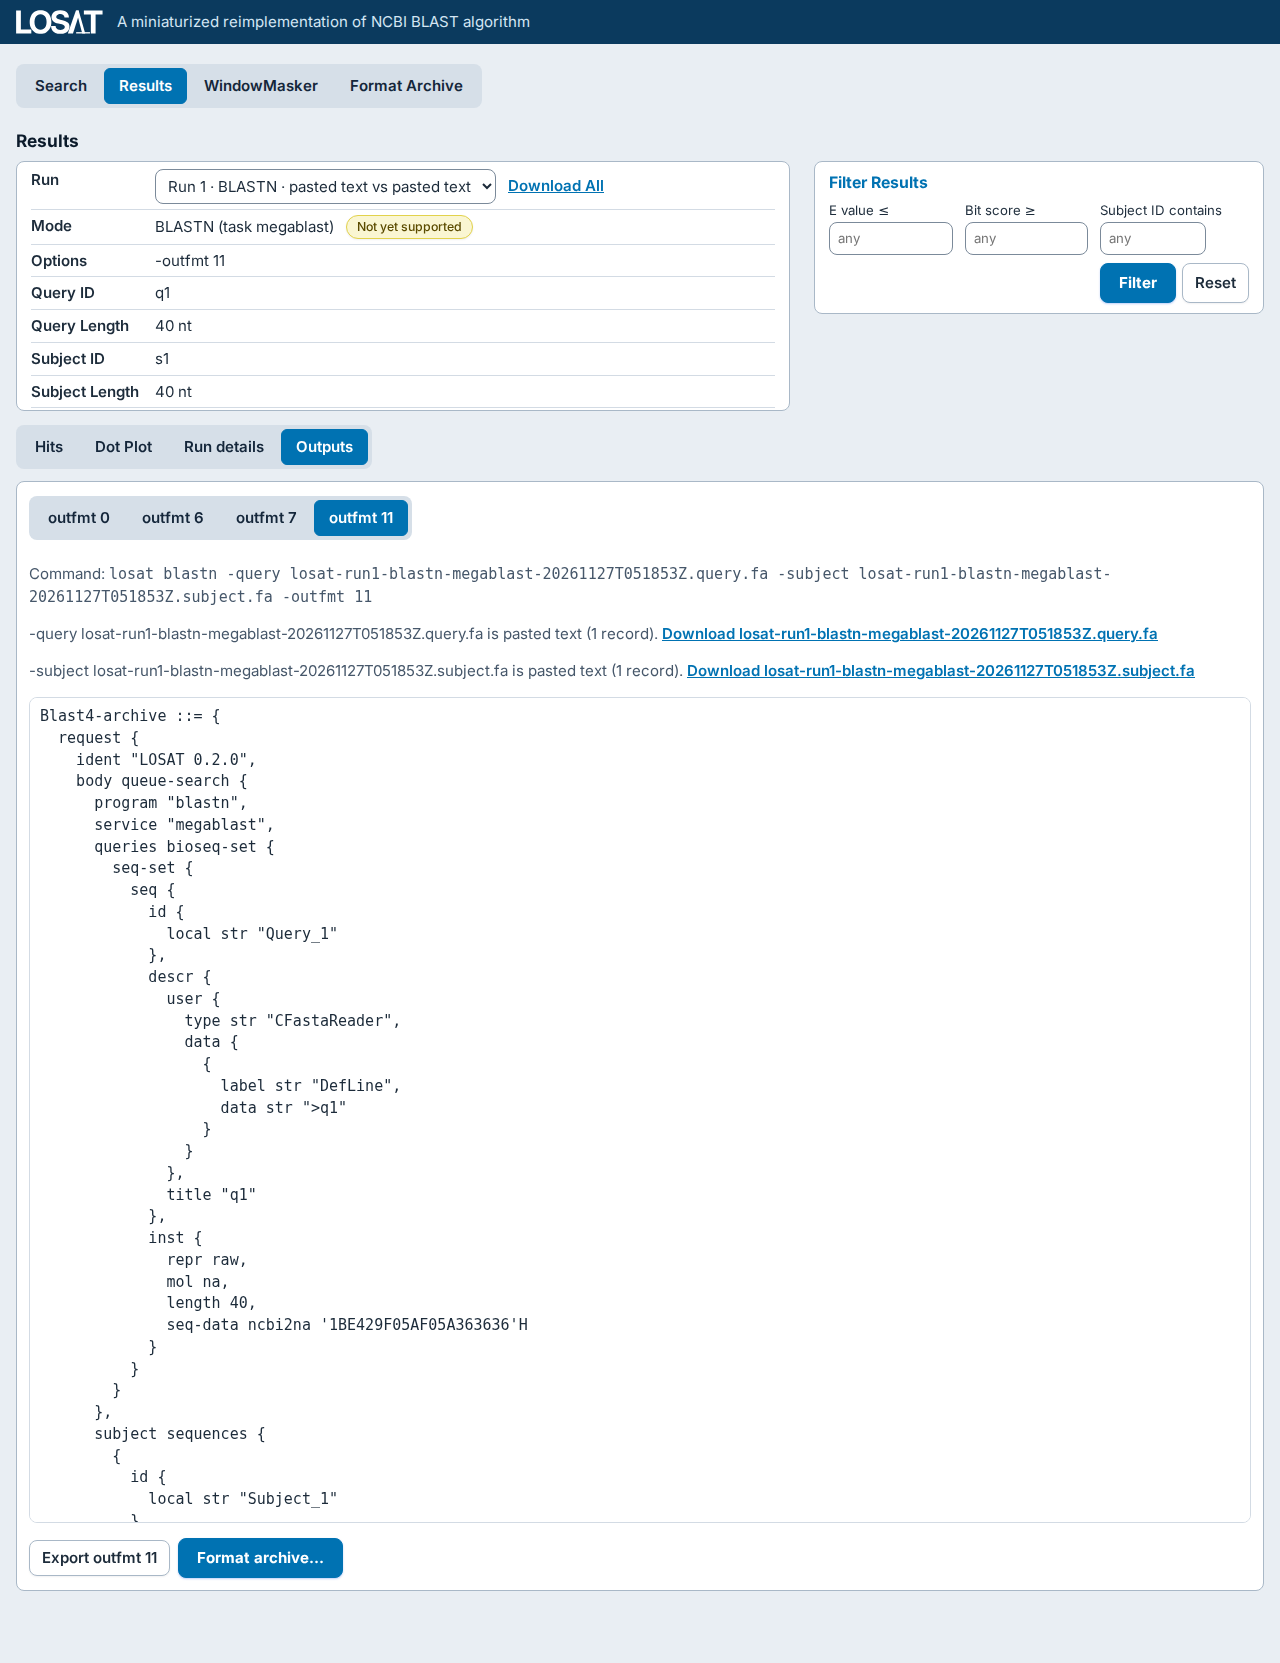 LOSAT A miniaturized reimplementation of NCBI BLAST algorithm
Search Results WindowMasker Format Archive
Results
Run Run 1 · BLASTN · pasted text vs pasted text Download All
Mode BLASTN (task megablast) Not yet supported
Options -outfmt 11
Query ID q1
Query Length 40 nt
Subject ID s1
Subject Length 40 nt
Filter Results
E value ≤ Bit score ≥ Subject ID contains
any any any
Filter Reset
Hits Dot Plot Run details Outputs
outfmt 0 outfmt 6 outfmt 7 outfmt 11
Command: losat blastn -query losat-run1-blastn-megablast-20261127T051853Z.query.fa -subject losat-run1-blastn-megablast-
20261127T051853Z.subject.fa -outfmt 11
-query losat-run1-blastn-megablast-20261127T051853Z.query.fa is pasted text (1 record). Download losat-run1-blastn-megablast-20261127T051853Z.query.fa
-subject losat-run1-blastn-megablast-20261127T051853Z.subject.fa is pasted text (1 record). Download losat-run1-blastn-megablast-20261127T051853Z.subject.fa
Blast4-archive ::= {
  request {
    ident "LOSAT 0.2.0",
    body queue-search {
      program "blastn",
      service "megablast",
      queries bioseq-set {
        seq-set {
          seq {
            id {
              local str "Query_1"
            },
            descr {
              user {
                type str "CFastaReader",
                data {
                  {
                    label str "DefLine",
                    data str ">q1"
                  }
                }
              },
              title "q1"
            },
            inst {
              repr raw,
              mol na,
              length 40,
              seq-data ncbi2na '1BE429F05AF05A363636'H
            }
          }
        }
      },
      subject sequences {
        {
          id {
            local str "Subject_1"
          }
Export outfmt 11 Format archive...